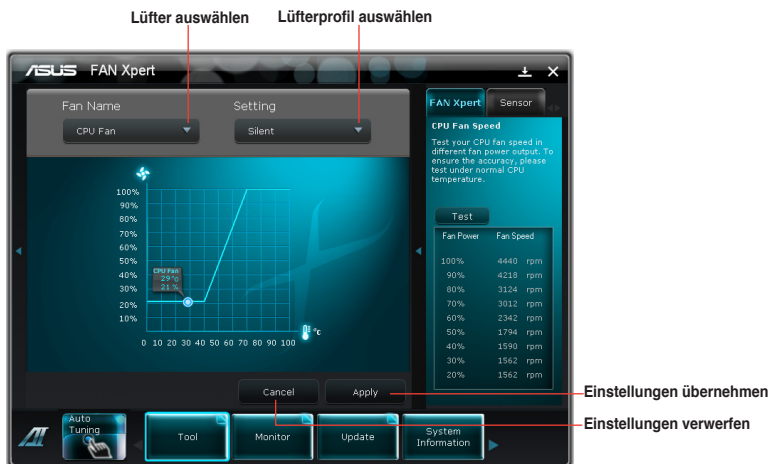 Lüfter auswählen
Lüfterprofil auswählen
ASUS FAN Xpert
Fan Name
Setting
CPU Fan
Silent
FAN Xpert
Sensor
CPU Fan Speed
Test your CPU fan speed in
different fan power output. To
ensure the accuracy, please
test under normal CPU
temperature.
Test
Fan Power Fan Speed
100% 4440 rpm
90% 4218 rpm
80% 3124 rpm
70% 3012 rpm
60% 2342 rpm
50% 1794 rpm
40% 1590 rpm
30% 1562 rpm
20% 1562 rpm
100%
90%
80%
70%
60%
50%
40%
30%
20%
10%
CPU Fan
29°c
21 %
0 10 20 30 40 50 60 70 80 90 100
°c
Cancel
Apply
Einstellungen übernehmen
Einstellungen verwerfen
Auto
Tuning
Tool
Monitor
Update
System
Information